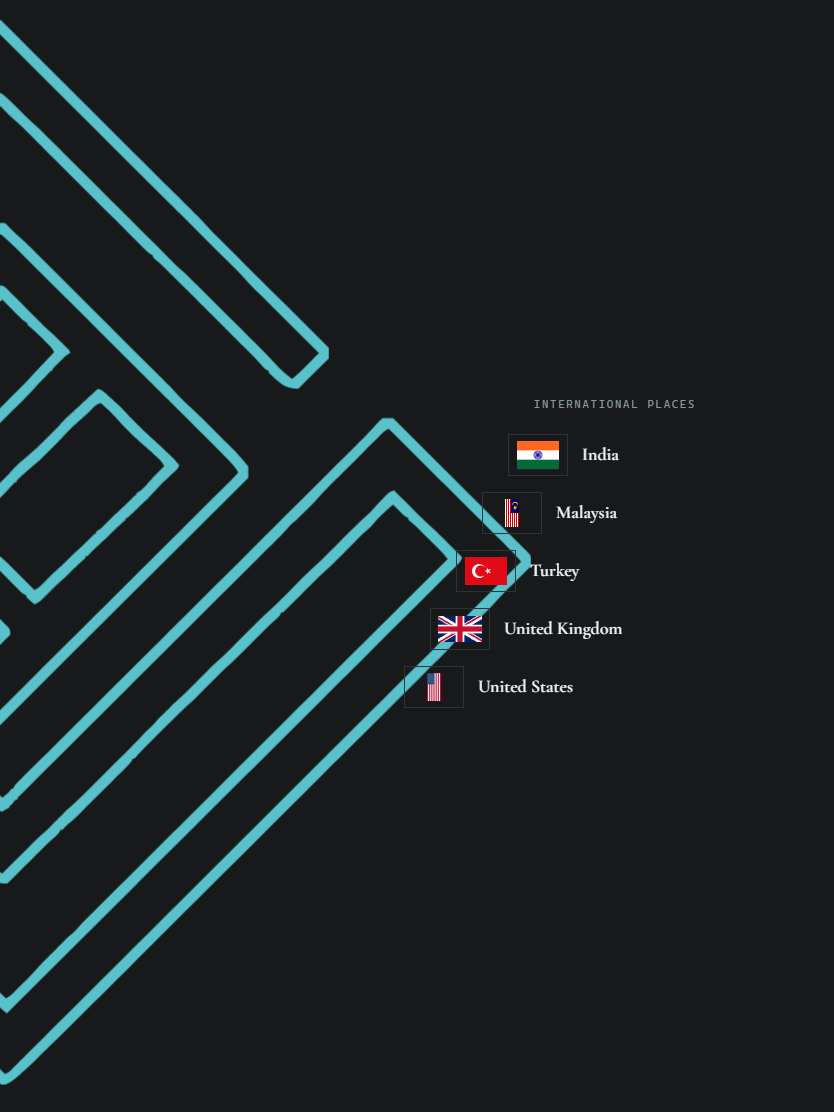 INTERNATIONAL PLACES
India
Malaysia
Turkey
United Kingdom
United States